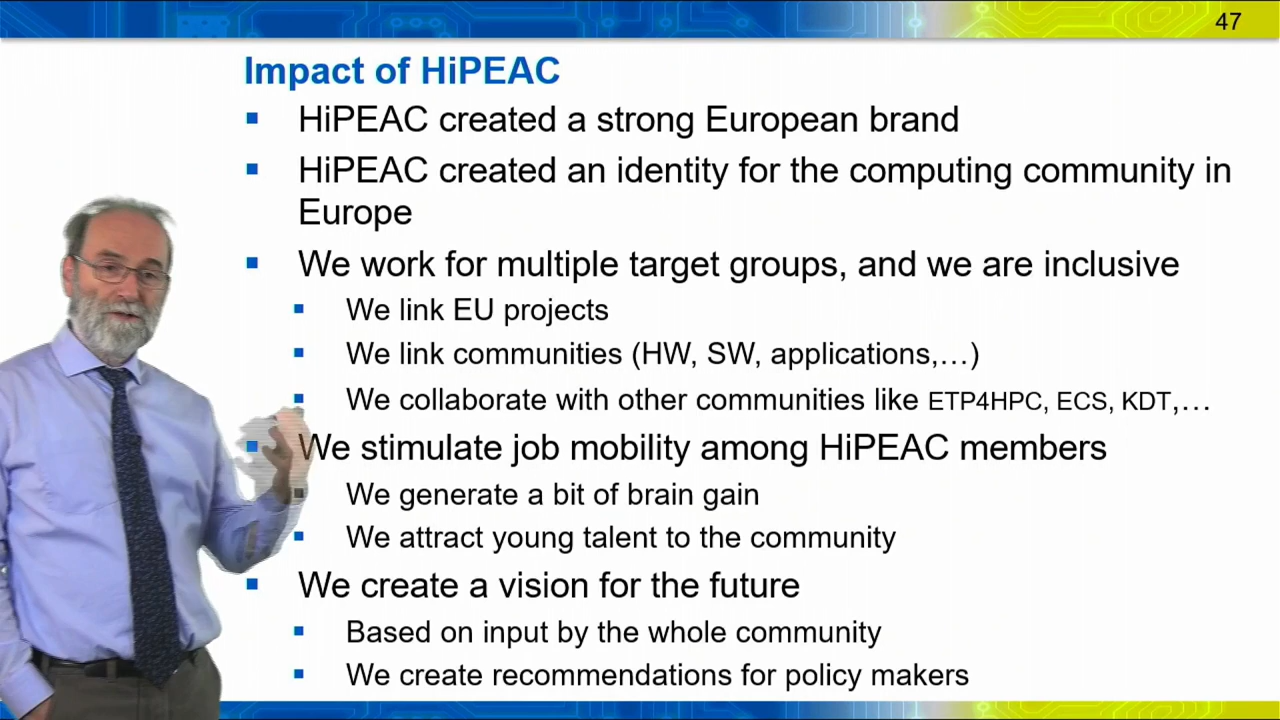 47
Impact of HiPEAC
HiPEAC created a strong European brand
HiPEAC created an identity for the computing community in
Europe
We work for multiple target groups, and we are inclusive
We link EU projects
We link communities (HW, SW, applications,…)
We collaborate with other communities like ETP4HPC, ECS, KDT,…
We stimulate job mobility among HiPEAC members
We generate a bit of brain gain
We attract young talent to the community
We create a vision for the future
Based on input by the whole community
We create recommendations for policy makers